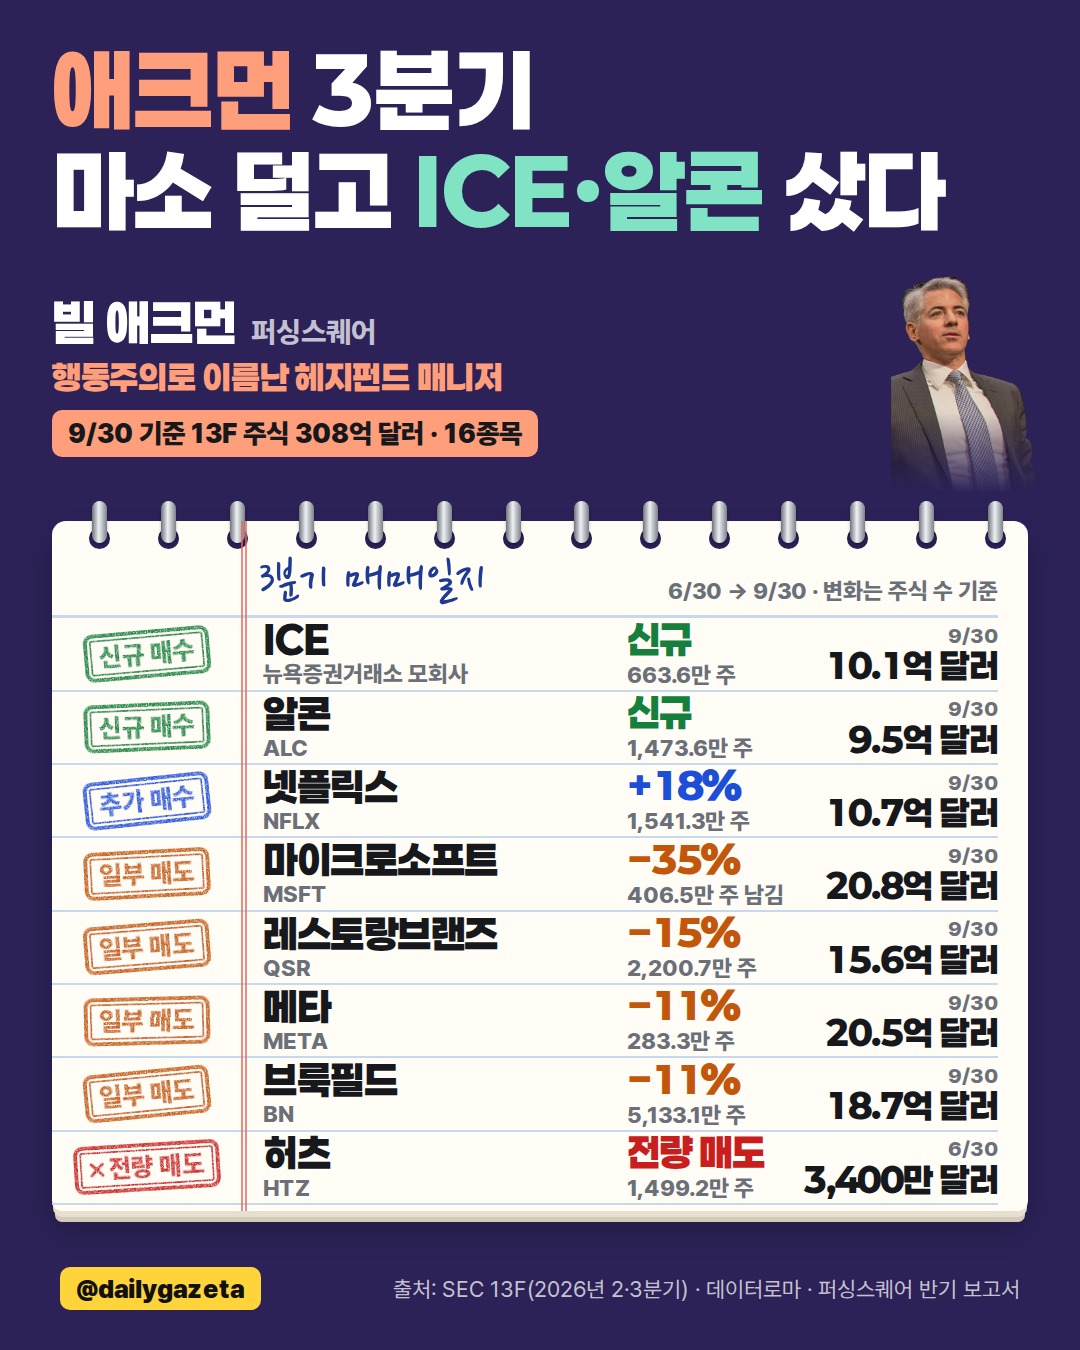 애크먼 3분기
마소 덜고 ICE·알콘 샀다
빌 애크먼 퍼싱스퀘어
행동주의로 이름난 헤지펀드 매니저
9/30 기준 13F 주식 308억 달러 · 16종목
3분기 매매일지
6/30 → 9/30 · 변화는 주식 수 기준
신규 매수
ICE
뉴욕증권거래소 모회사
신규
663.6만 주
9/30
10.1억 달러
신규 매수
알콘
ALC
신규
1,473.6만 주
9/30
9.5억 달러
추가 매수
넷플릭스
NFLX
+18%
1,541.3만 주
9/30
10.7억 달러
일부 매도
마이크로소프트
MSFT
−35%
406.5만 주 남김
9/30
20.8억 달러
일부 매도
레스토랑브랜즈
QSR
−15%
2,200.7만 주
9/30
15.6억 달러
일부 매도
메타
META
−11%
283.3만 주
9/30
20.5억 달러
일부 매도
브룩필드
BN
−11%
5,133.1만 주
9/30
18.7억 달러
×전량 매도
허츠
HTZ
전량 매도
1,499.2만 주
6/30
3,400만 달러
@dailygazeta
출처: SEC 13F(2026년 2·3분기) · 데이터로마 · 퍼싱스퀘어 반기 보고서